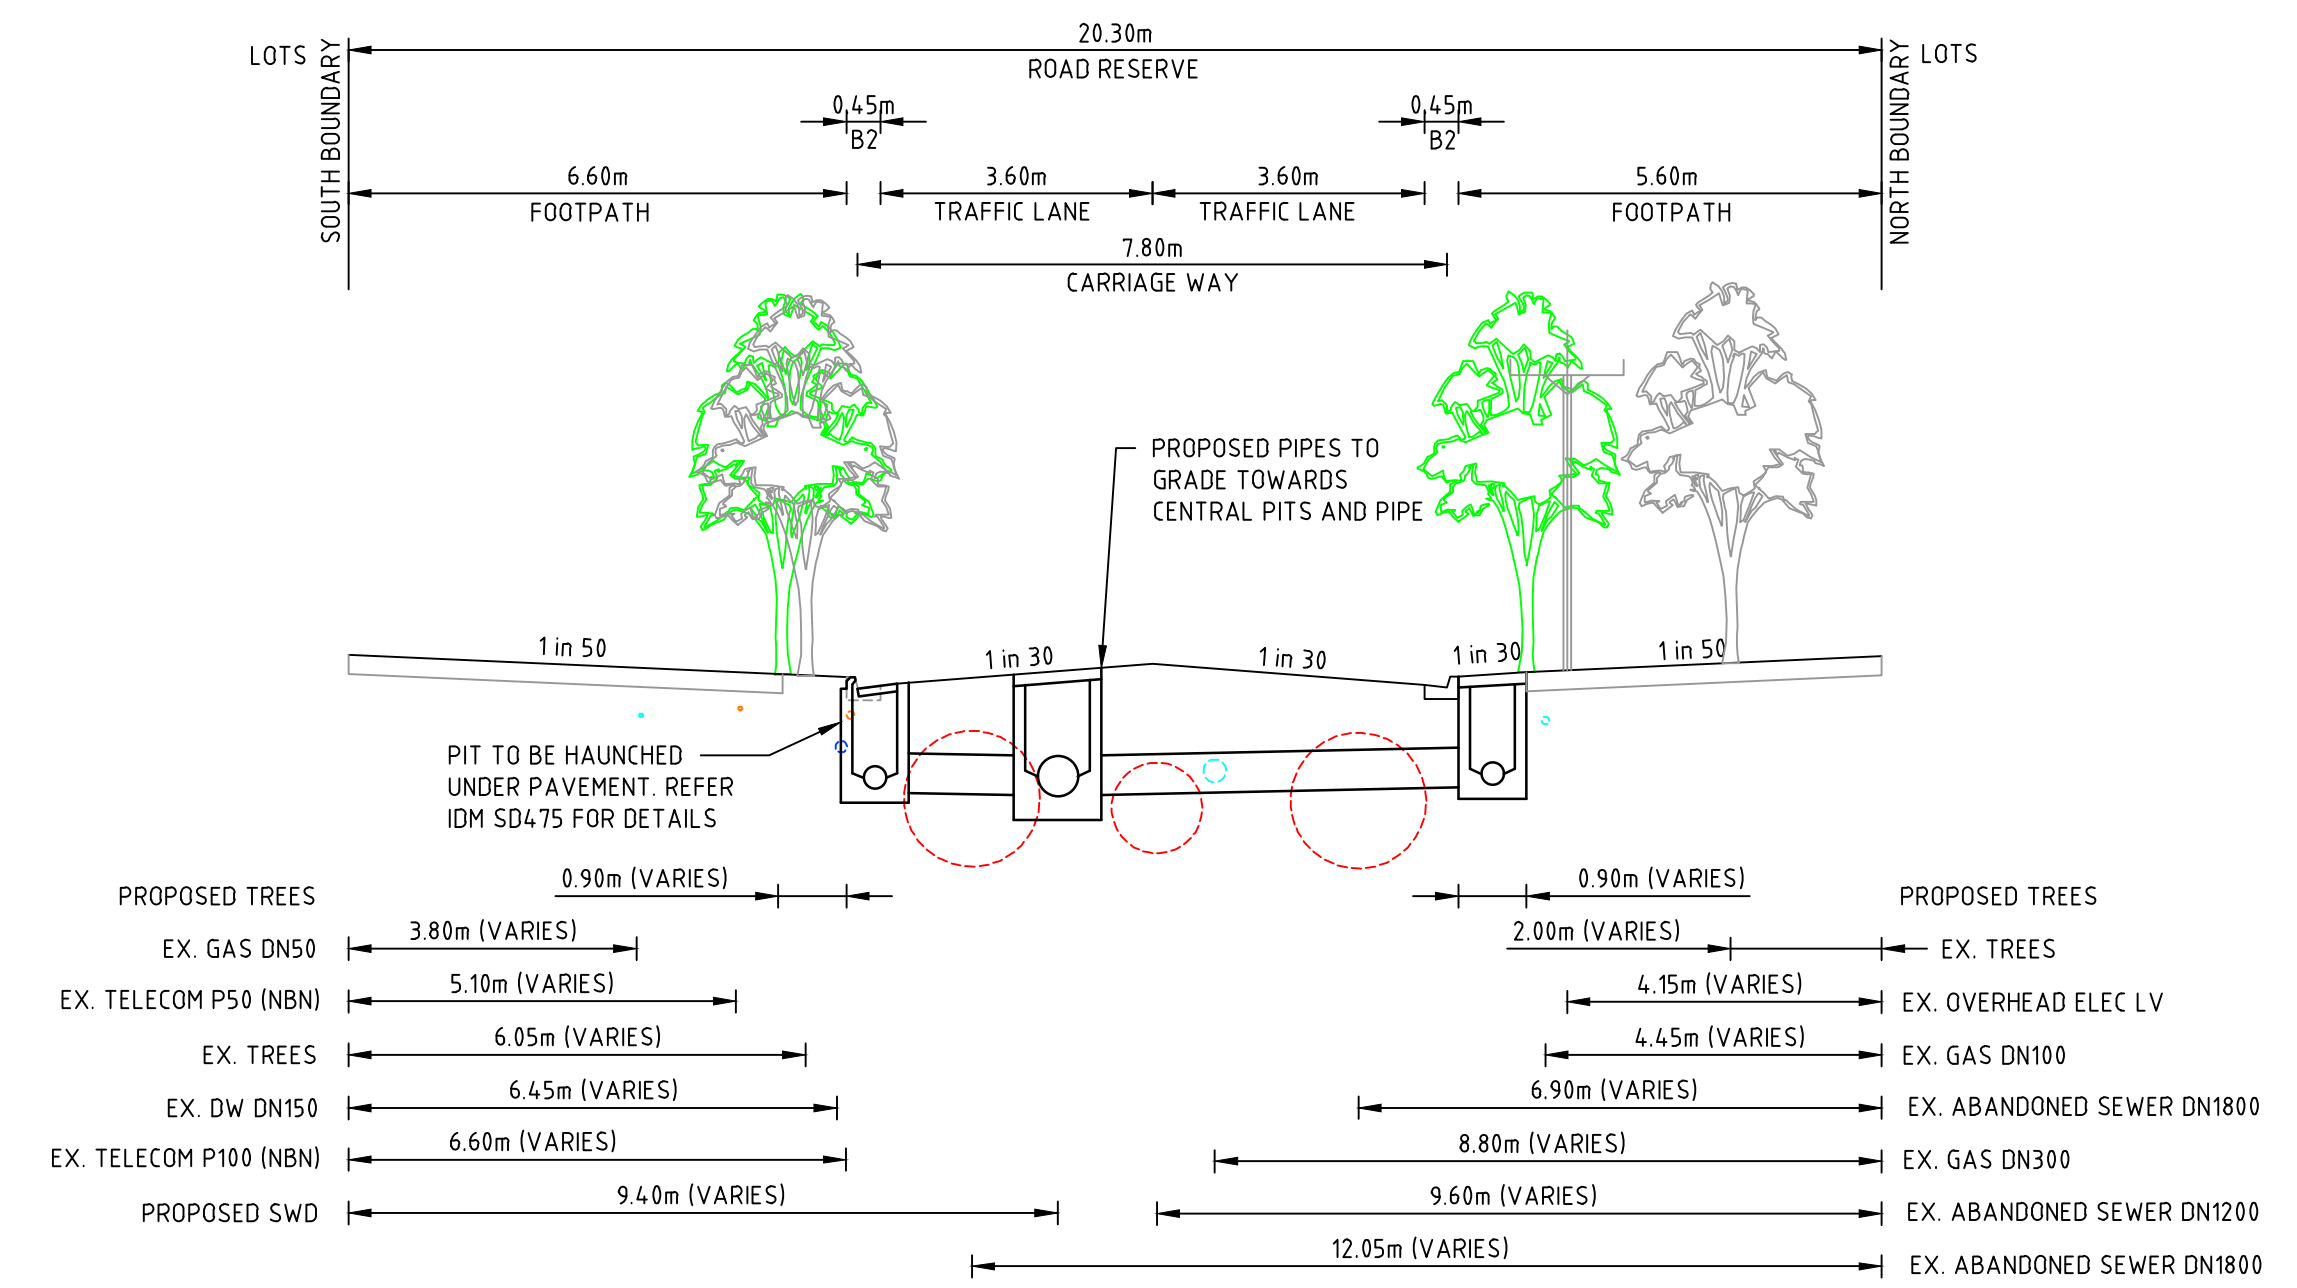 20.30m
LOTS
SOUTH BOUNDARY
ROAD RESERVE
NORTH BOUNDARY
LOTS
0.45m
B2
0.45m
B2
6.60m
FOOTPATH
3.60m
TRAFFIC LANE
3.60m
TRAFFIC LANE
5.60m
FOOTPATH
7.80m
CARRIAGE WAY
PROPOSED PIPES TO
GRADE TOWARDS
CENTRAL PITS AND PIPE
1 in 50
1 in 30
1 in 30
1 in 30
1 in 50
PIT TO BE HAUNCHED
UNDER PAVEMENT. REFER
IDM SD475 FOR DETAILS
PROPOSED TREES
0.90m (VARIES)
0.90m (VARIES)
PROPOSED TREES
EX. GAS DN50
3.80m (VARIES)
2.00m (VARIES)
EX. TREES
EX. TELECOM P50 (NBN)
5.10m (VARIES)
4.15m (VARIES)
EX. OVERHEAD ELEC LV
EX. TREES
6.05m (VARIES)
4.45m (VARIES)
EX. GAS DN100
EX. DW DN150
6.45m (VARIES)
6.90m (VARIES)
EX. ABANDONED SEWER DN1800
EX. TELECOM P100 (NBN)
6.60m (VARIES)
8.80m (VARIES)
EX. GAS DN300
PROPOSED SWD
9.40m (VARIES)
9.60m (VARIES)
EX. ABANDONED SEWER DN1200
12.05m (VARIES)
EX. ABANDONED SEWER DN1800